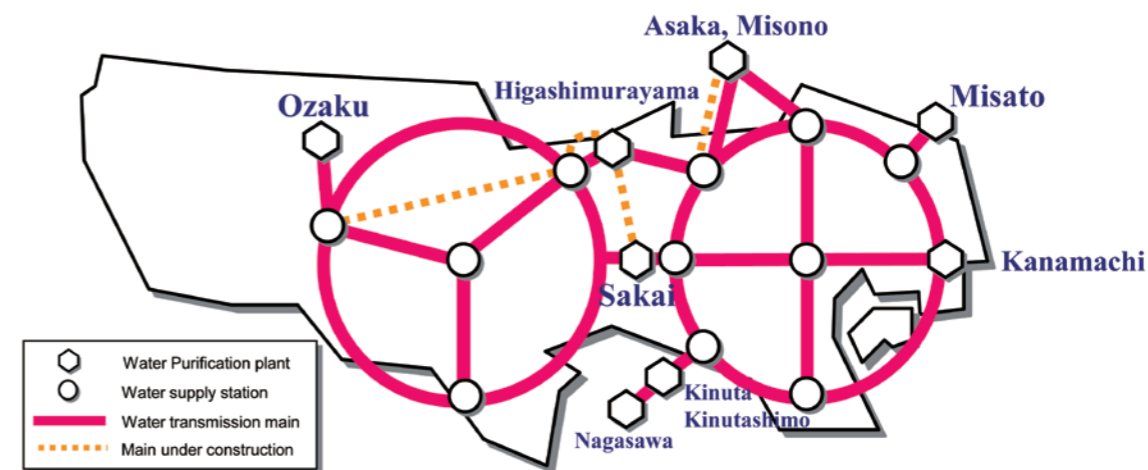 Asaka, Misono
Higashimurayama
Ozaku
Misato
Kanamachi
Sakai
Kinuta
Kinutashimo
Nagasawa
Water Purification plant
Water supply station
Water transmission main
Main under construction